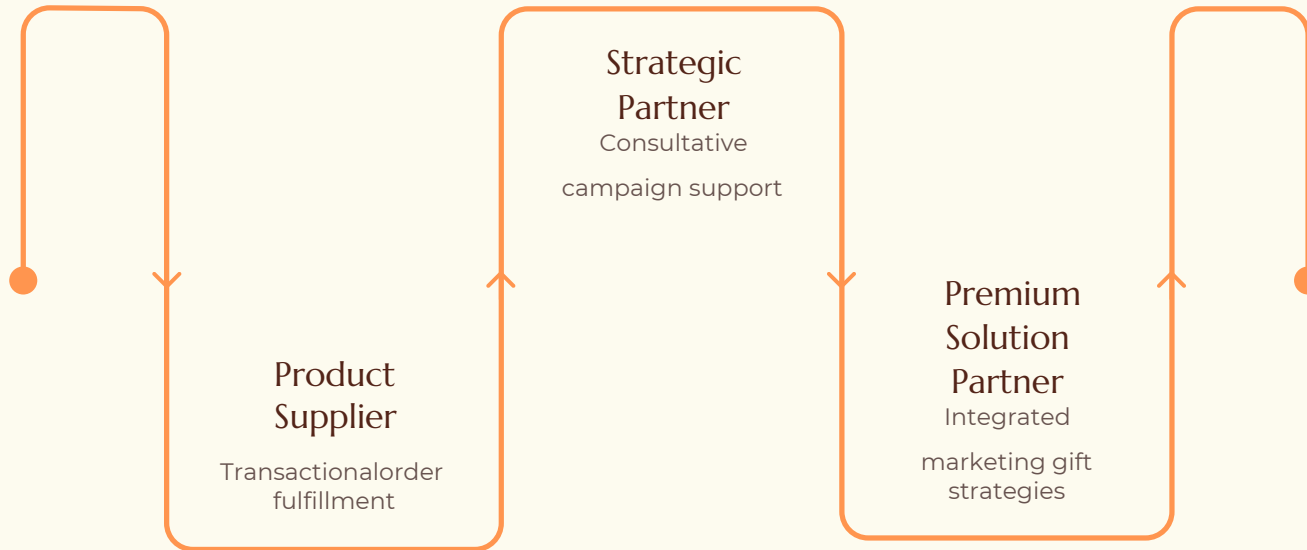 Product
Supplier
Transactionalorder
fulfillment
Strategic
Partner
Consultative
campaign support
Premium
Solution
Partner
Integrated
marketing gift
strategies